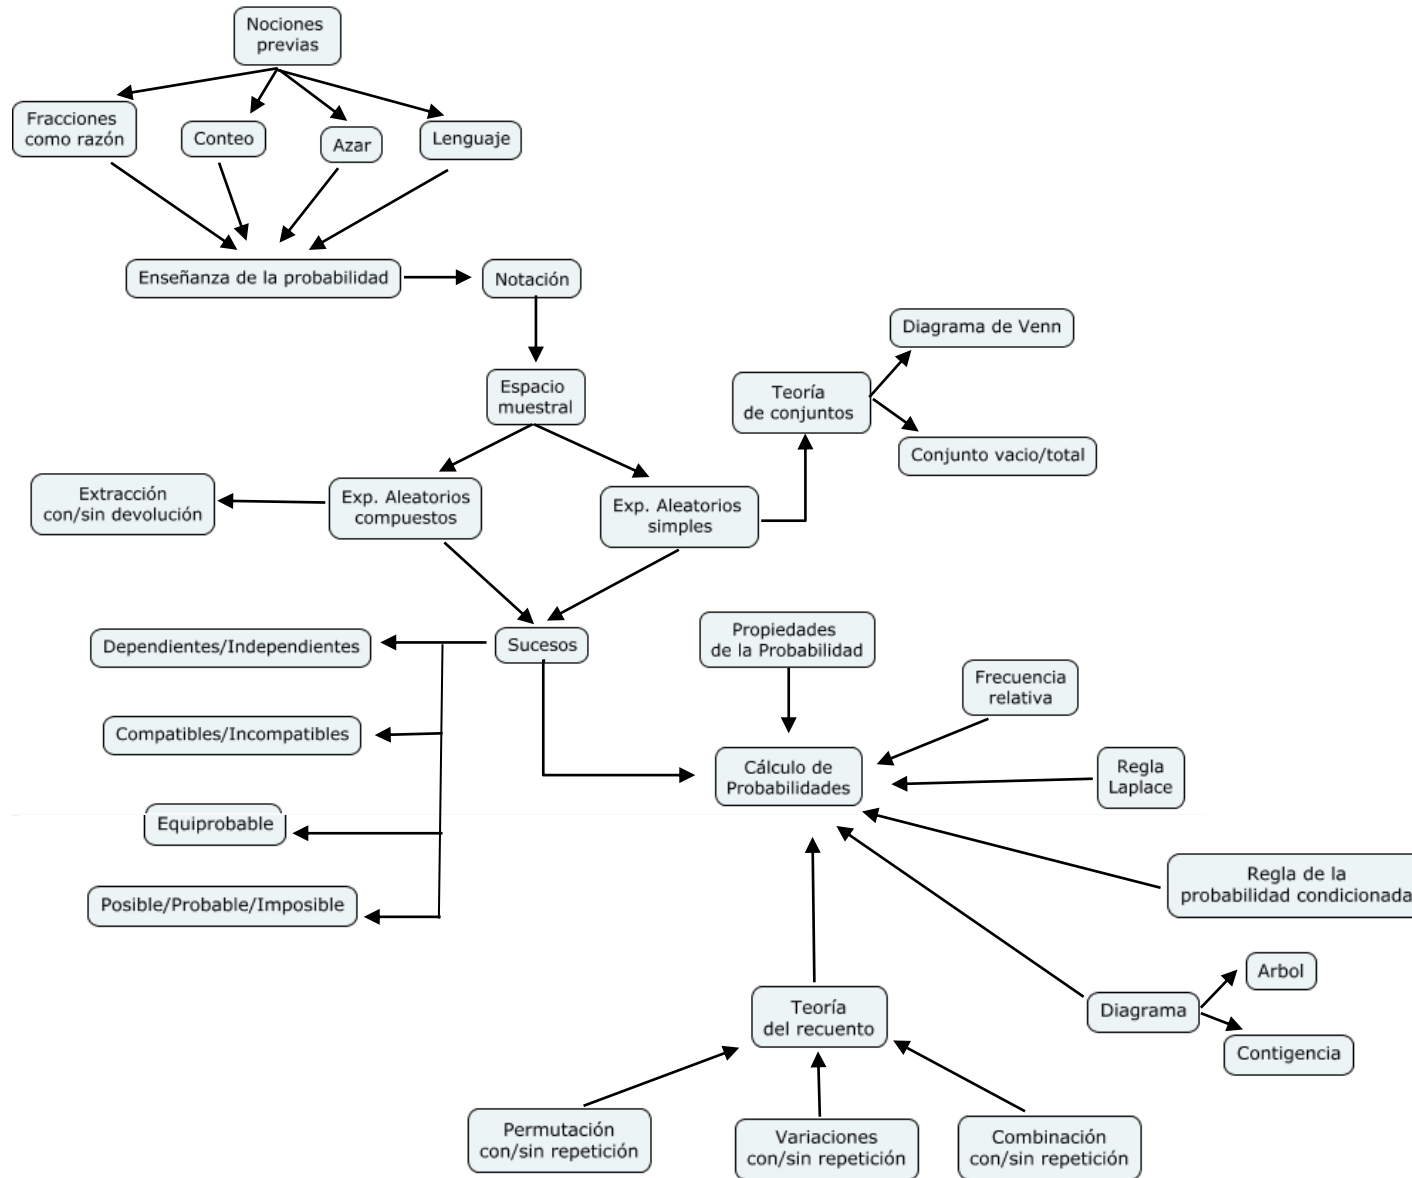 Nociones
previas
Fracciones
como razón
Conteo
Azar
Lenguaje
Enseñanza de la probabilidad
Notación
Diagrama de Venn
Espacio
muestral
Teoría
de conjuntos
Conjunto vacio/total
Extracción
con/sin devolución
Exp. Aleatorios
compuestos
Exp. Aleatorios
simples
Dependientes/Independientes
Sucesos
Propiedades
de la Probabilidad
Frecuencia
relativa
Compatibles/Incompatibles
Cálculo de
Probabilidades
Regla
Laplace
Equiprobable
Posible/Probable/Imposible
Regla de la
probabilidad condicionada
Arbol
Teoría
del recuento
Diagrama
Contigencia
Permutación
con/sin repetición
Variaciones
con/sin repetición
Combinación
con/sin repetición